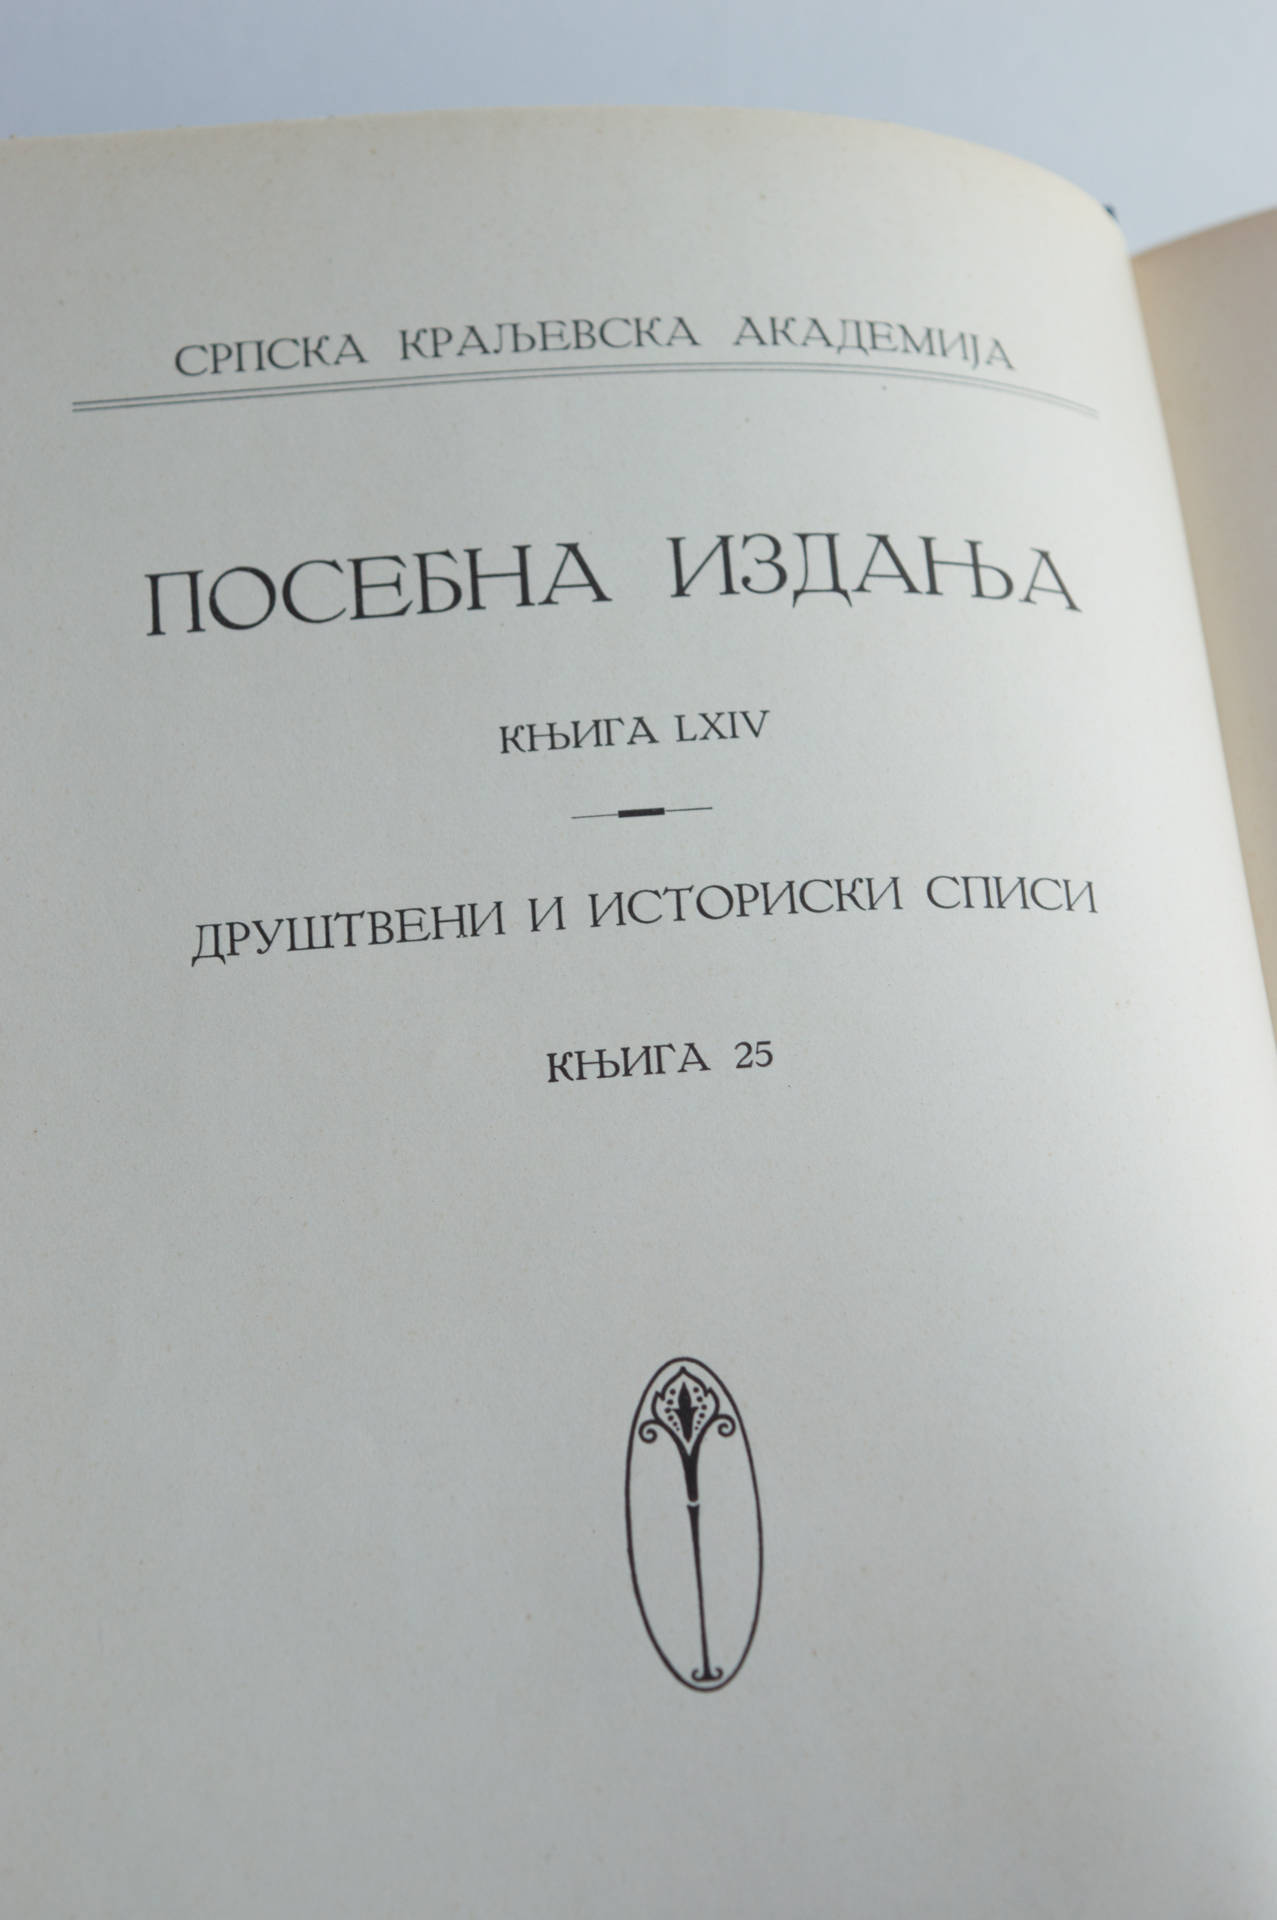 СРПСКА КРАЉЕВСКА АКАДЕМИЈА
ПОСЕБНА ИЗДАЊА
КЊИГА LXIV
ДРУШТВЕНИ И ИСТОРИСКИ СПИСИ
КЊИГА 25